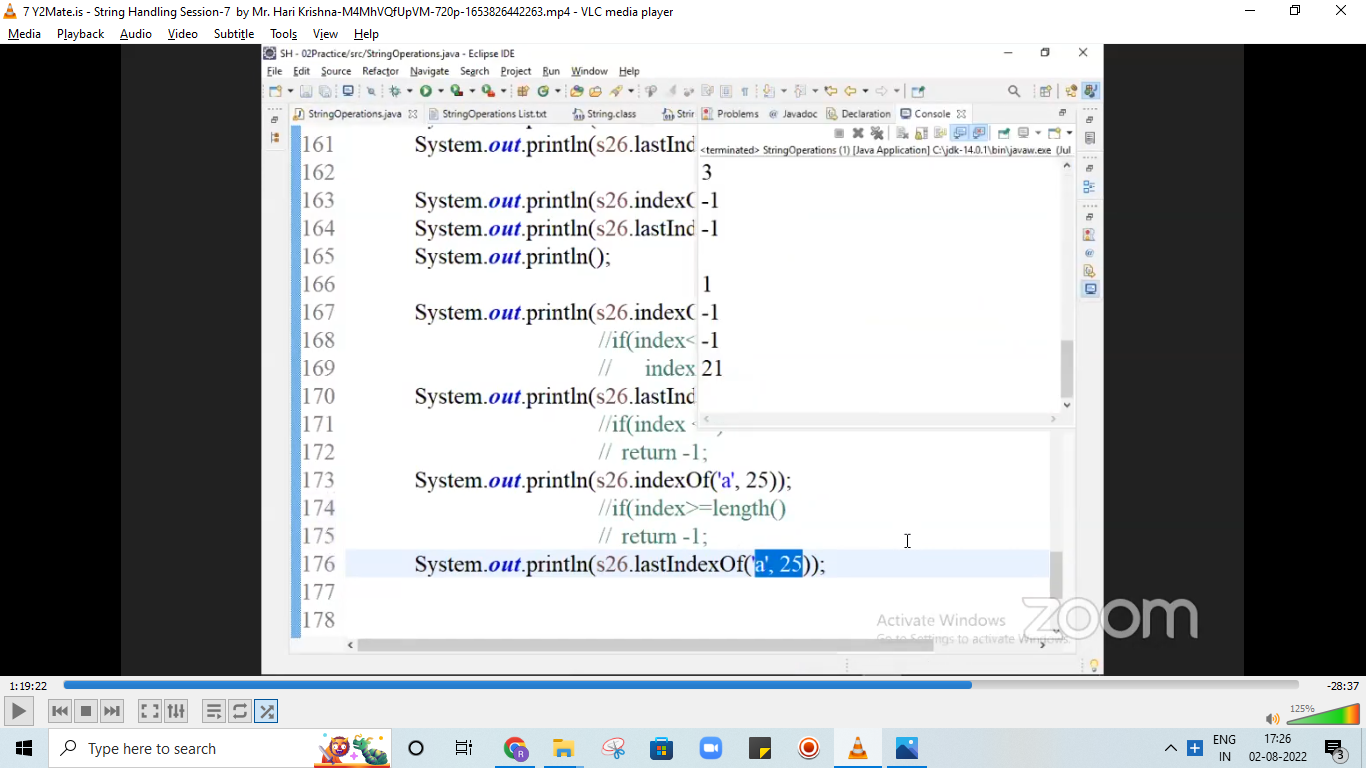 7 Y2Mate.is - String Handling Session-7 by Mr. Hari Krishna-M4MhVQfUpVM-720p-1653826442263.mp4 - VLC media player
Media Playback Audio Video Subtitle Tools View Help
SH - 02Practice/src/StringOperations.java - Eclipse IDE
File Edit Source Refactor Navigate Search Project Run Window Help
StringOperations.java StringOperations List.txt String.class Stri Problems Javadoc Declaration Console
<terminated> StringOperations (1) [Java Application] C:\jdk-14.0.1\bin\javaw.exe (Jul
161 System.out.println(s26.lastInd
162 3
163 System.out.println(s26.indexO -1
164 System.out.println(s26.lastInd -1
165 System.out.println();
166 1
167 System.out.println(s26.indexO -1
168 //if(index< -1
169 // index 21
170 System.out.println(s26.lastInd
171 //if(index <
172 // return -1;
173 System.out.println(s26.indexOf('a', 25));
174 //if(index>=length()
175 // return -1;
176 System.out.println(s26.lastIndexOf('a', 25));
177
178
Activate Windows
Go to Settings to activate Windows.
zoom
1:19:22 -28:37
125%
Type here to search
R
ENG
IN
17:26
02-08-2022
3